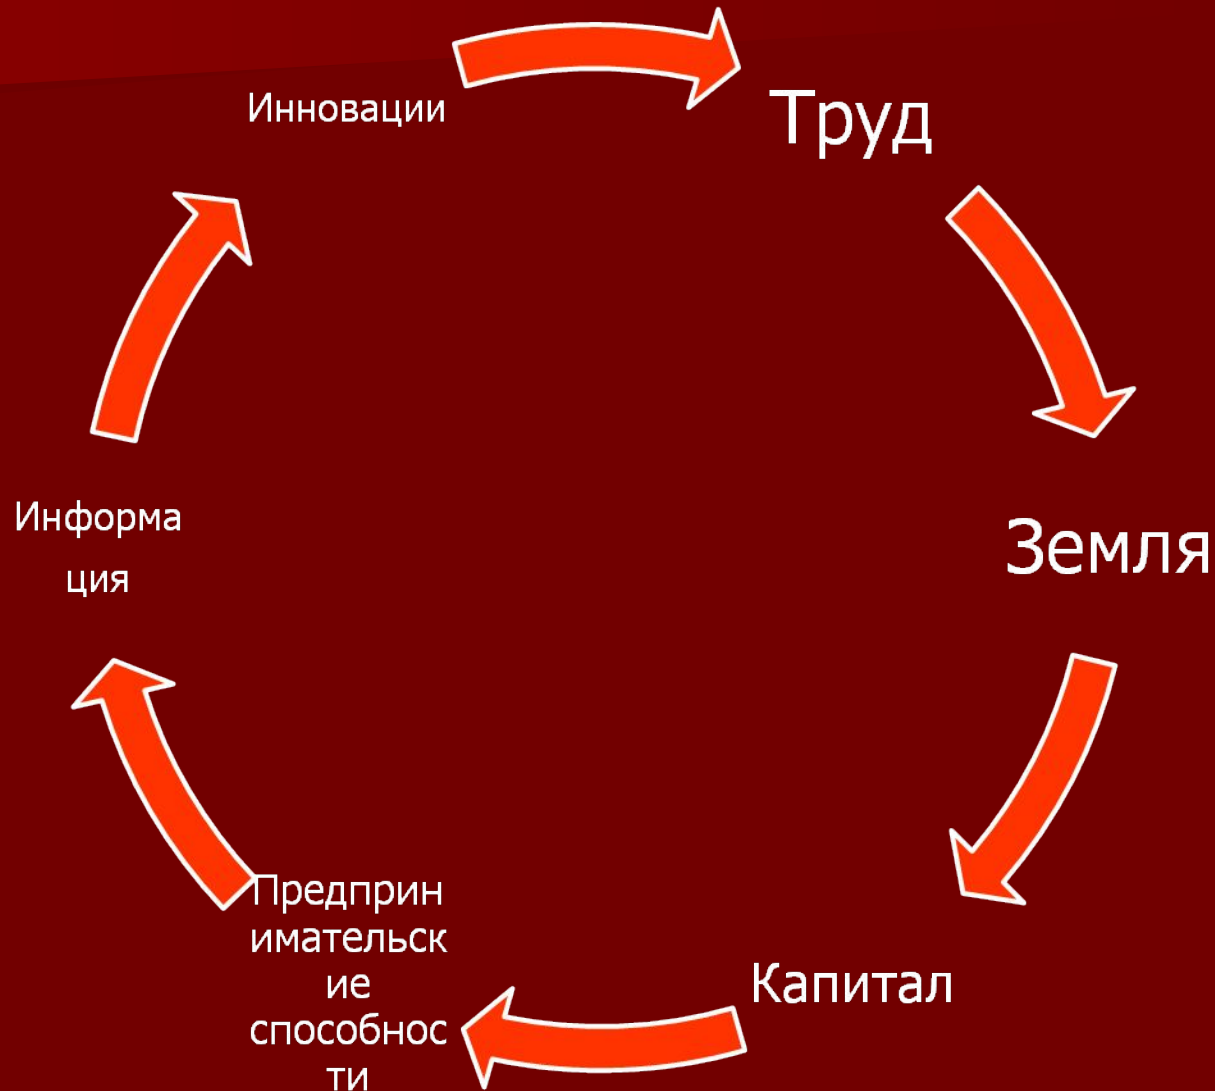 Инновации
Труд
Земля
Капитал
Предприн
имательск
ие
способнос
ти
Информа
ция